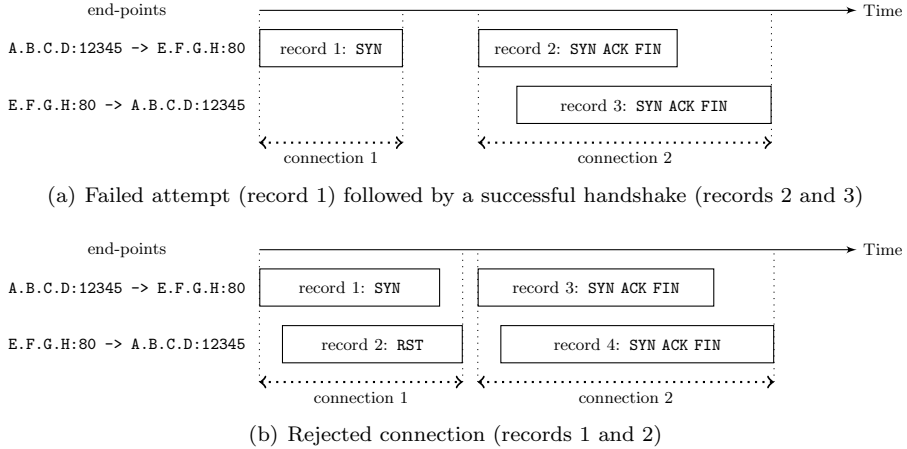 end-points Time
A.B.C.D:12345 -> E.F.G.H:80 record 1: SYN record 2: SYN ACK FIN
E.F.G.H:80 -> A.B.C.D:12345 record 3: SYN ACK FIN
connection 1 connection 2
(a) Failed attempt (record 1) followed by a successful handshake (records 2 and 3)
end-points Time
A.B.C.D:12345 -> E.F.G.H:80 record 1: SYN record 3: SYN ACK FIN
E.F.G.H:80 -> A.B.C.D:12345 record 2: RST record 4: SYN ACK FIN
connection 1 connection 2
(b) Rejected connection (records 1 and 2)